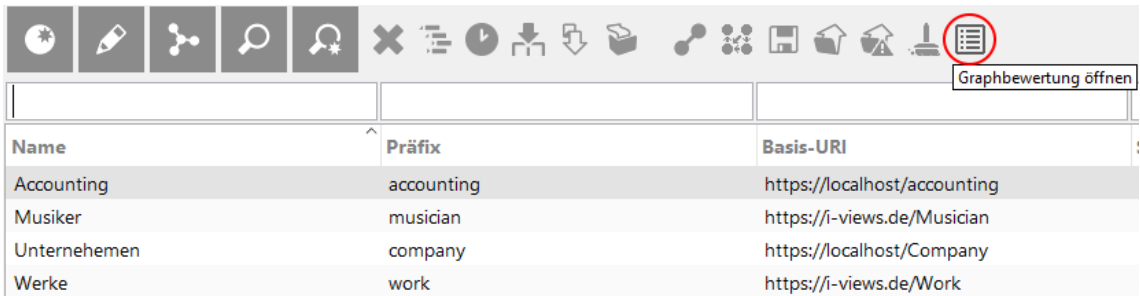 Graphbewertung öffnen
Name Präfix Basis-URI
Accounting accounting https://localhost/accounting
Musiker musician https://i-views.de/Musician
Unternehemen company https://localhost/Company
Werke work https://i-views.de/Work